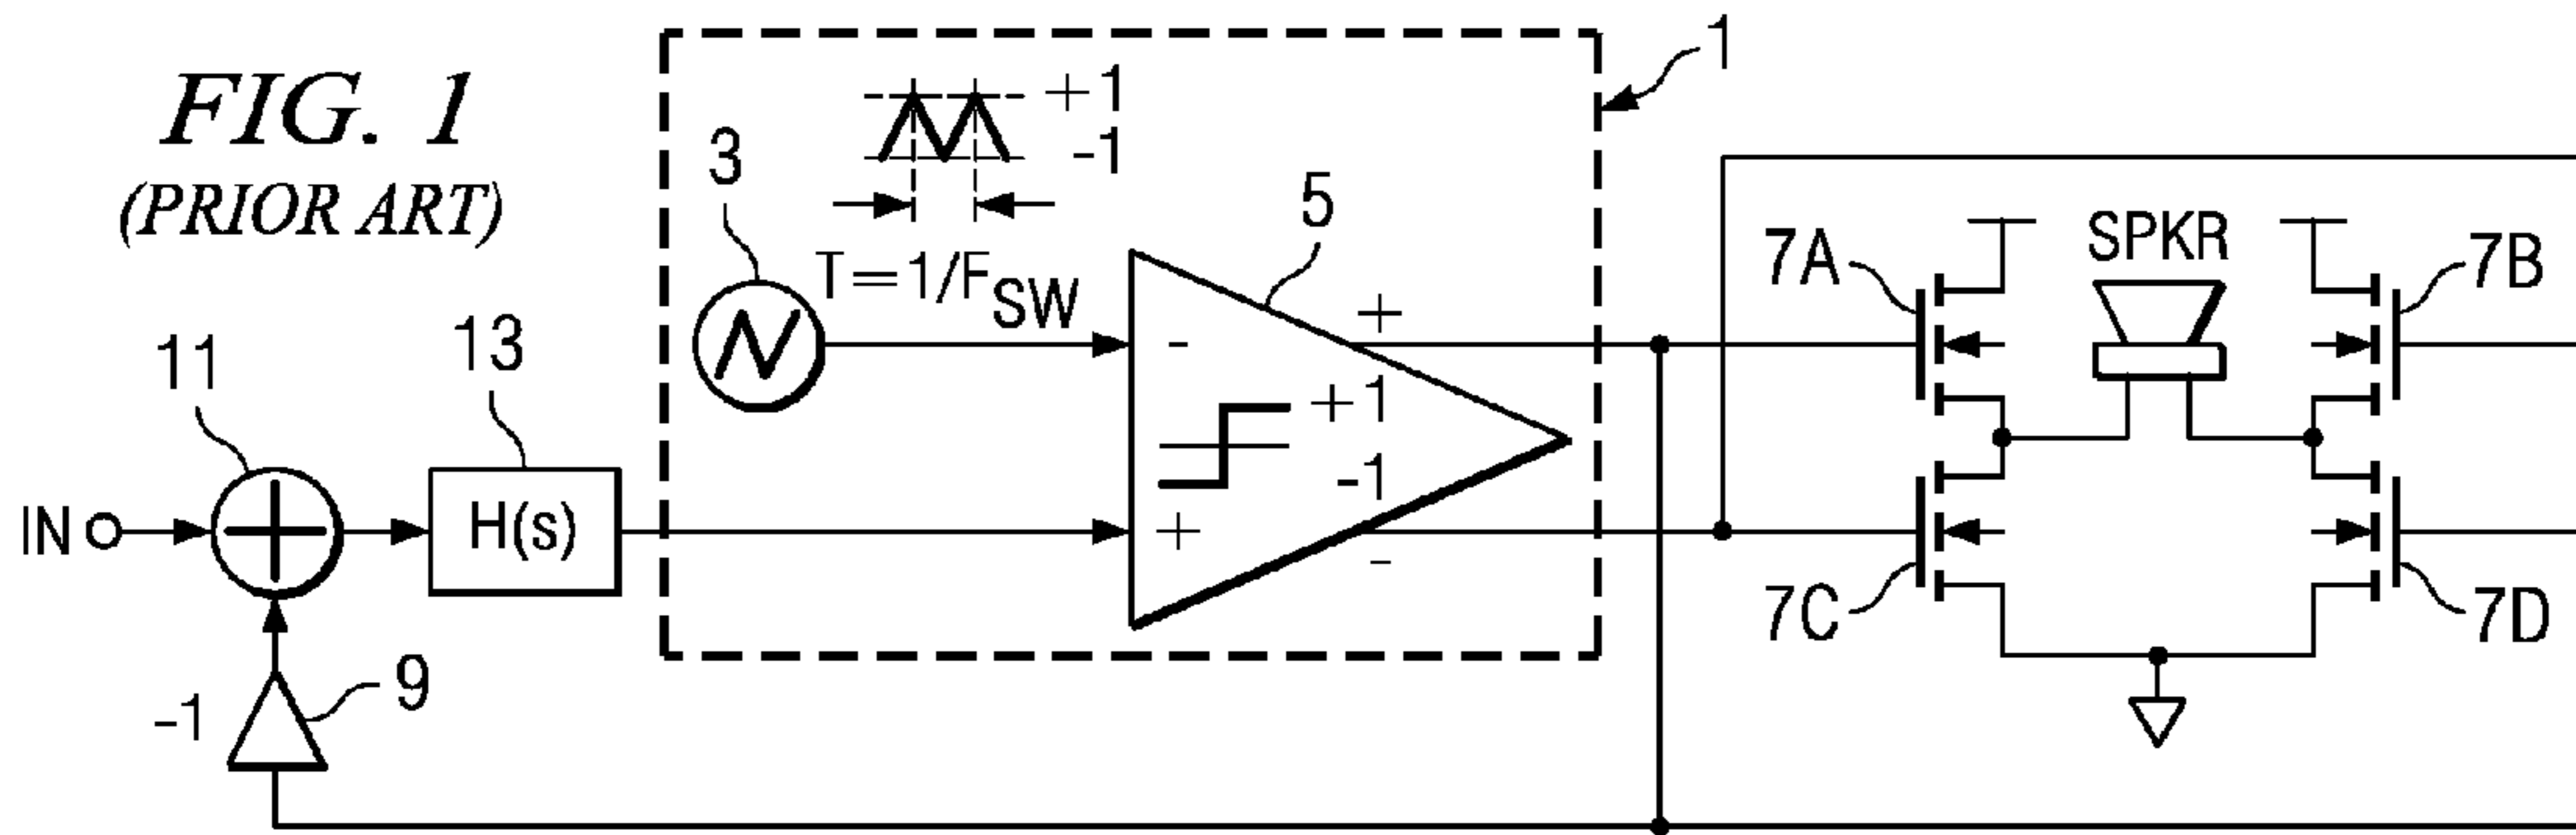 FIG. 1
(PRIOR ART)
1
+1
-1
3
5
T=1/FSW
7A
SPKR
7B
+
-
11
13
+1
-1
IN
H(s)
+
-
7C
7D
-1
9